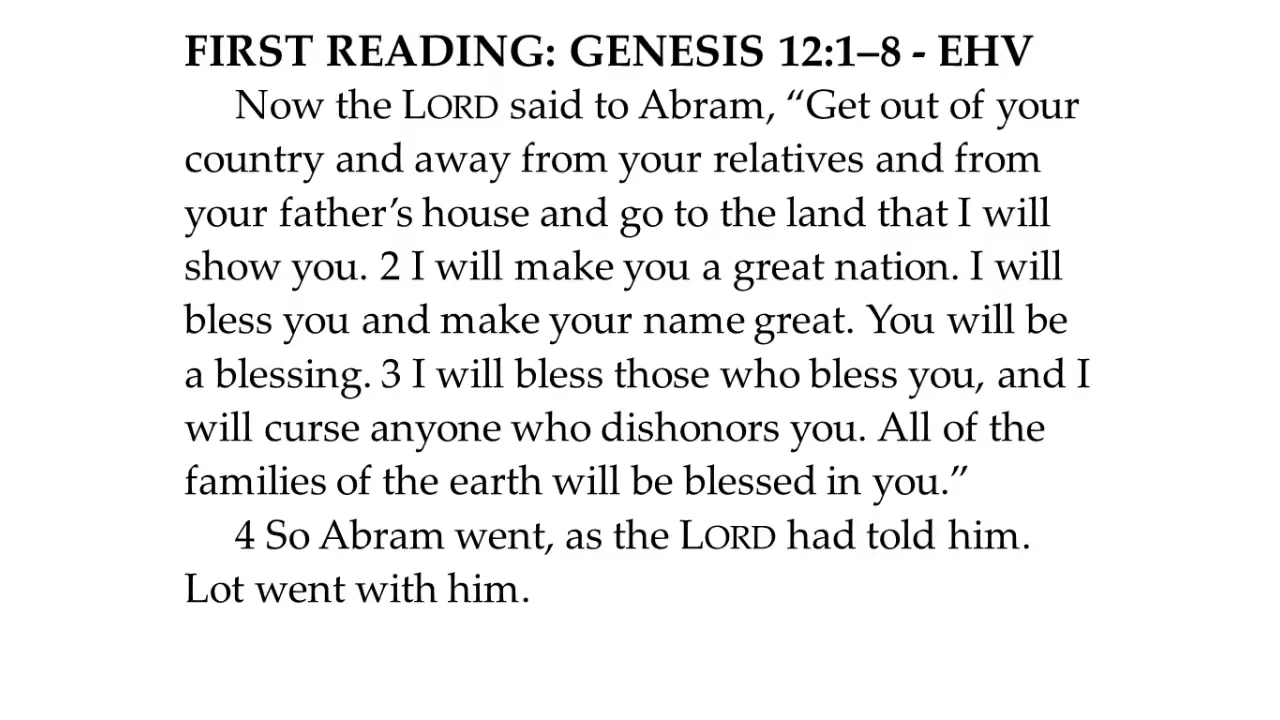 FIRST READING: GENESIS 12:1–8 - EHV
Now the LORD said to Abram, “Get out of your
country and away from your relatives and from
your father’s house and go to the land that I will
show you. 2 I will make you a great nation. I will
bless you and make your name great. You will be
a blessing. 3 I will bless those who bless you, and I
will curse anyone who dishonors you. All of the
families of the earth will be blessed in you.”
4 So Abram went, as the LORD had told him.
Lot went with him.